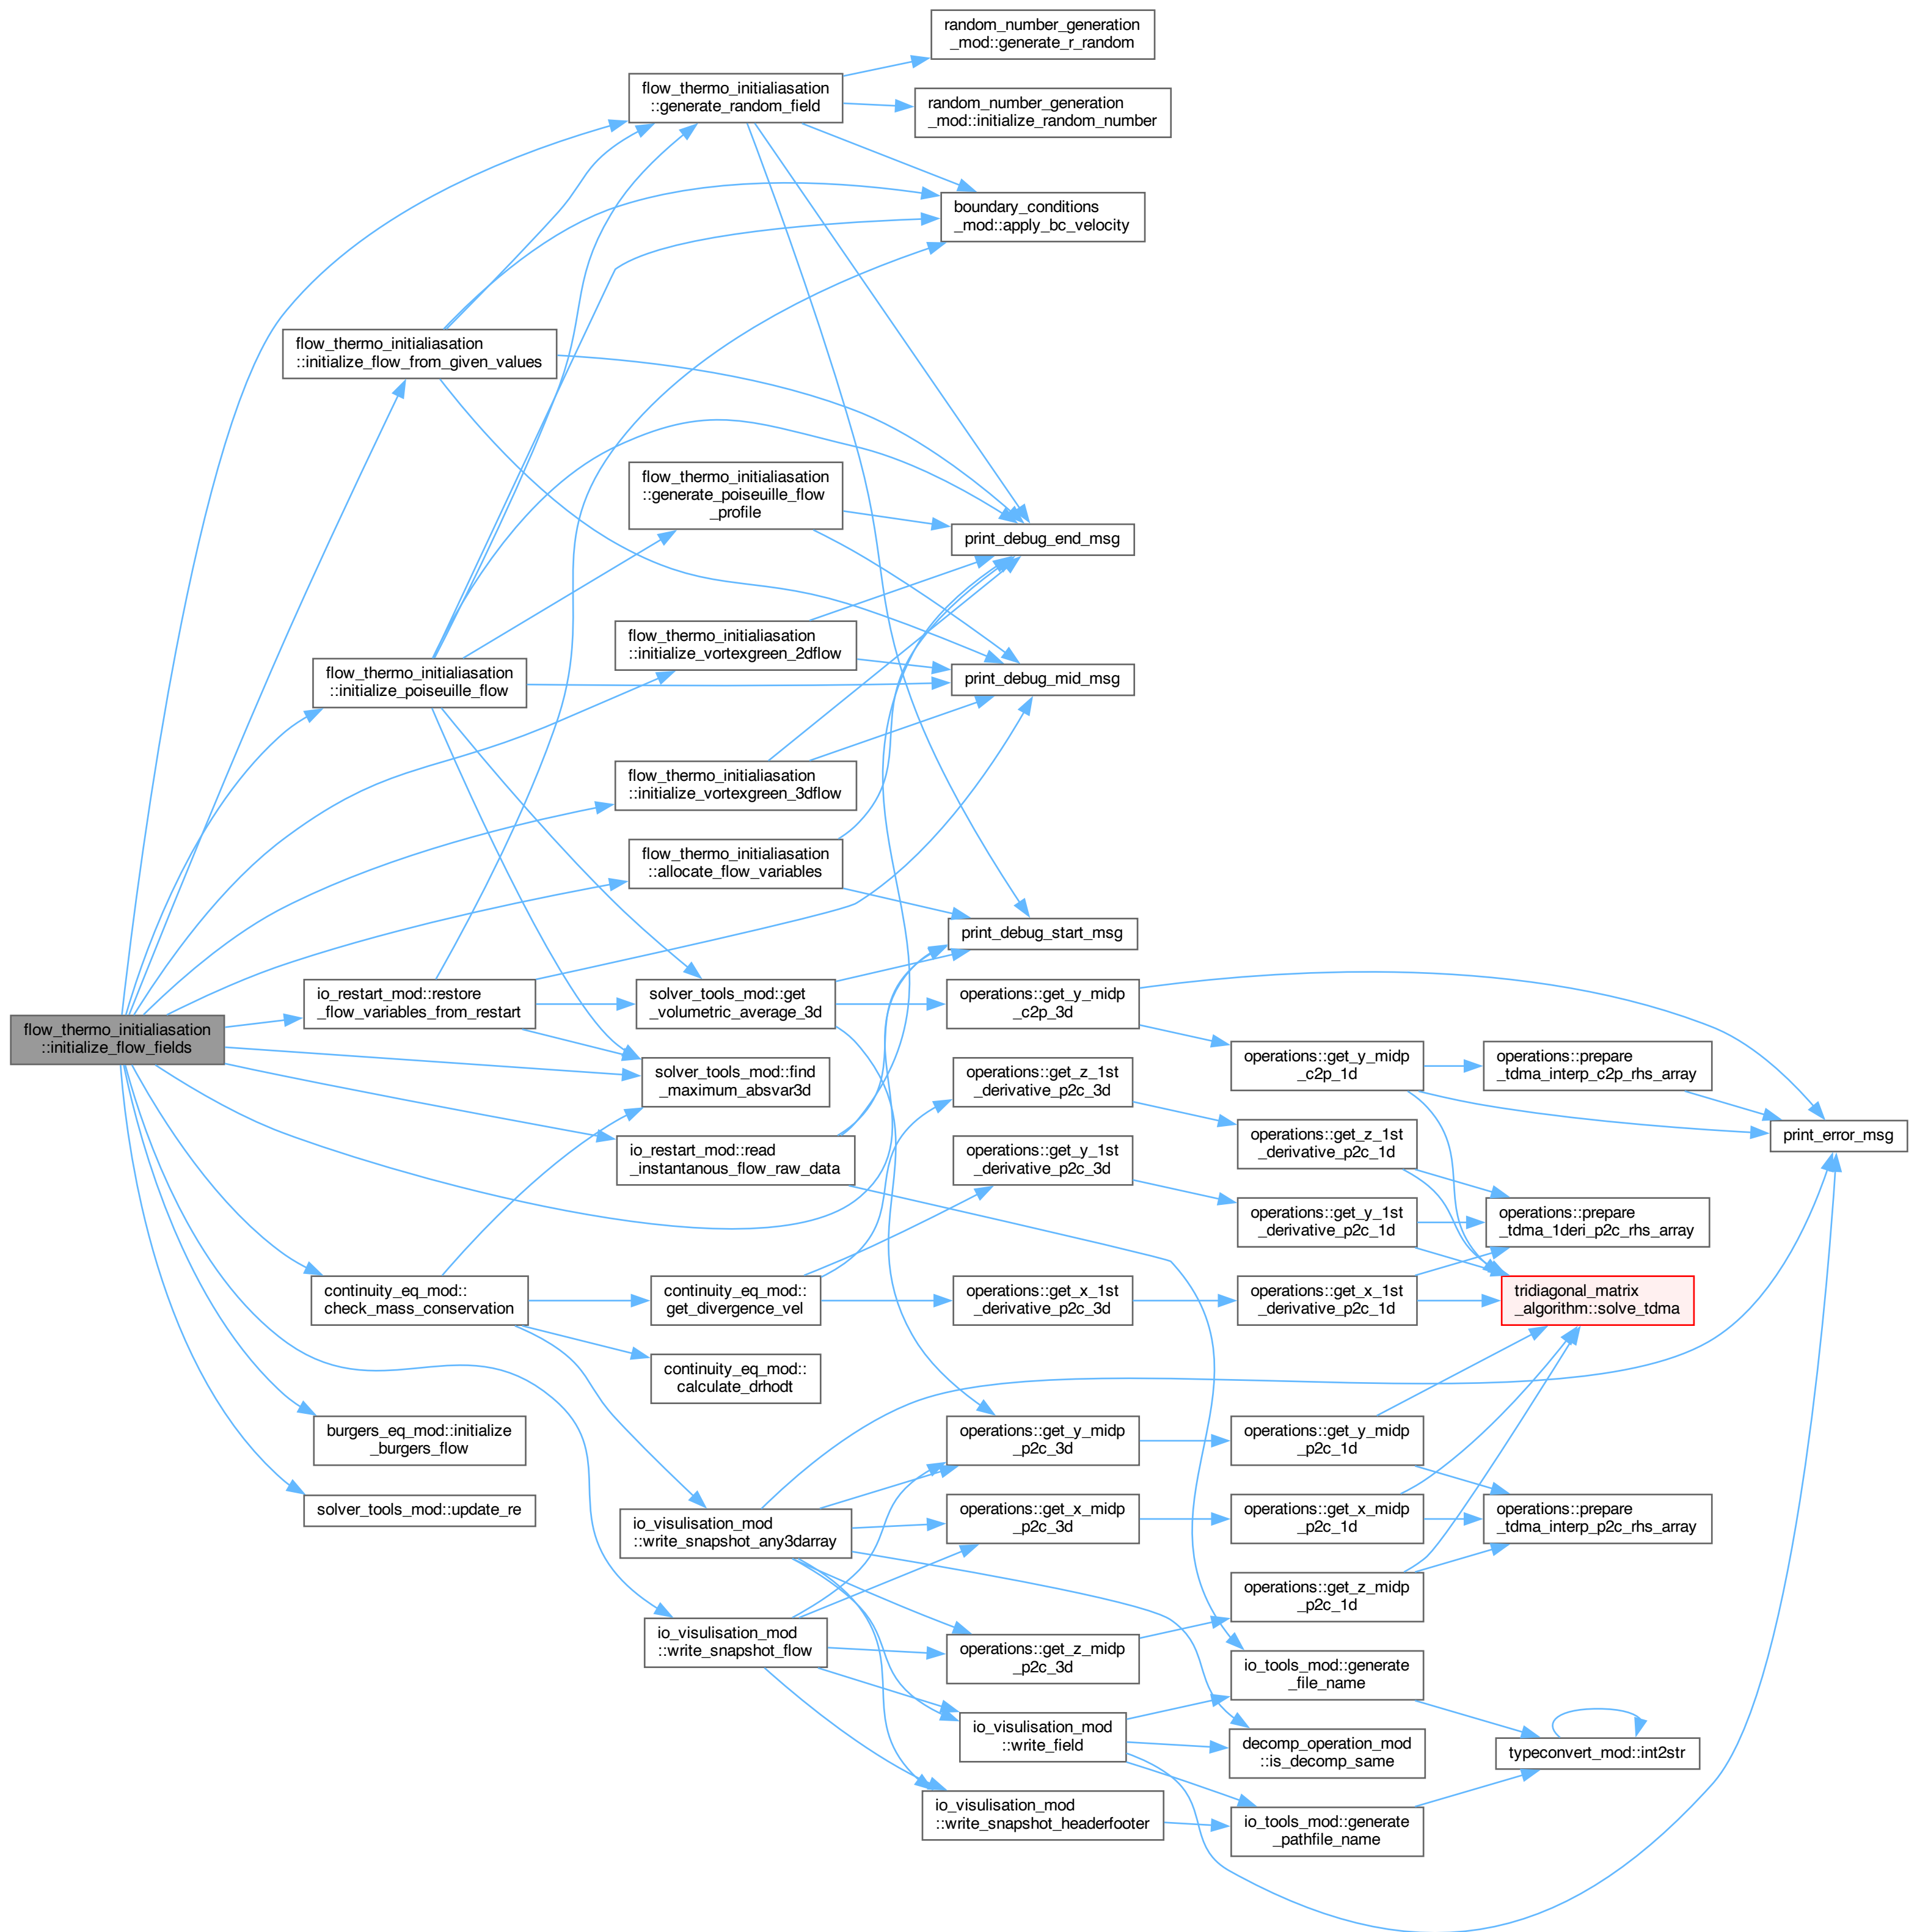 random_number_generation
_mod::generate_r_random
flow_thermo_initialiasation
::generate_random_field
random_number_generation
_mod::initialize_random_number
boundary_conditions
_mod::apply_bc_velocity
flow_thermo_initialiasation
::initialize_flow_from_given_values
flow_thermo_initialiasation
::generate_poiseuille_flow
_profile
print_debug_end_msg
flow_thermo_initialiasation
::initialize_vortexgreen_2dflow
flow_thermo_initialiasation
::initialize_poiseuille_flow
print_debug_mid_msg
flow_thermo_initialiasation
::initialize_vortexgreen_3dflow
flow_thermo_initialiasation
::allocate_flow_variables
print_debug_start_msg
io_restart_mod::restore
_flow_variables_from_restart
solver_tools_mod::get
_volumetric_average_3d
operations::get_y_midp
_c2p_3d
flow_thermo_initialiasation
::initialize_flow_fields
operations::get_y_midp
_c2p_1d
operations::prepare
_tdma_interp_c2p_rhs_array
solver_tools_mod::find
_maximum_absvar3d
operations::get_z_1st
_derivative_p2c_3d
print_error_msg
io_restart_mod::read
_instantanous_flow_raw_data
operations::get_y_1st
_derivative_p2c_3d
operations::get_z_1st
_derivative_p2c_1d
operations::get_y_1st
_derivative_p2c_1d
operations::prepare
_tdma_1deri_p2c_rhs_array
continuity_eq_mod::
check_mass_conservation
continuity_eq_mod::
get_divergence_vel
operations::get_x_1st
_derivative_p2c_3d
operations::get_x_1st
_derivative_p2c_1d
tridiagonal_matrix
_algorithm::solve_tdma
continuity_eq_mod::
calculate_drhodt
burgers_eq_mod::initialize
_burgers_flow
operations::get_y_midp
_p2c_3d
operations::get_y_midp
_p2c_1d
solver_tools_mod::update_re
io_visulisation_mod
::write_snapshot_any3darray
operations::get_x_midp
_p2c_3d
operations::get_x_midp
_p2c_1d
operations::prepare
_tdma_interp_p2c_rhs_array
operations::get_z_midp
_p2c_1d
io_visulisation_mod
::write_snapshot_flow
operations::get_z_midp
_p2c_3d
io_tools_mod::generate
_file_name
io_visulisation_mod
::write_field
decomp_operation_mod
::is_decomp_same
typeconvert_mod::int2str
io_visulisation_mod
::write_snapshot_headerfooter
io_tools_mod::generate
_pathfile_name